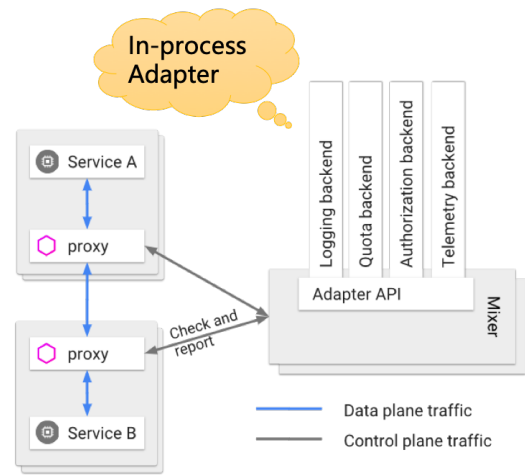 In-process
Adapter
Service A
proxy
proxy
Service B
Check and
report
Logging backend
Quota backend
Authorization backend
Telemetry backend
Adapter API
Mixer
Data plane traffic
Control plane traffic